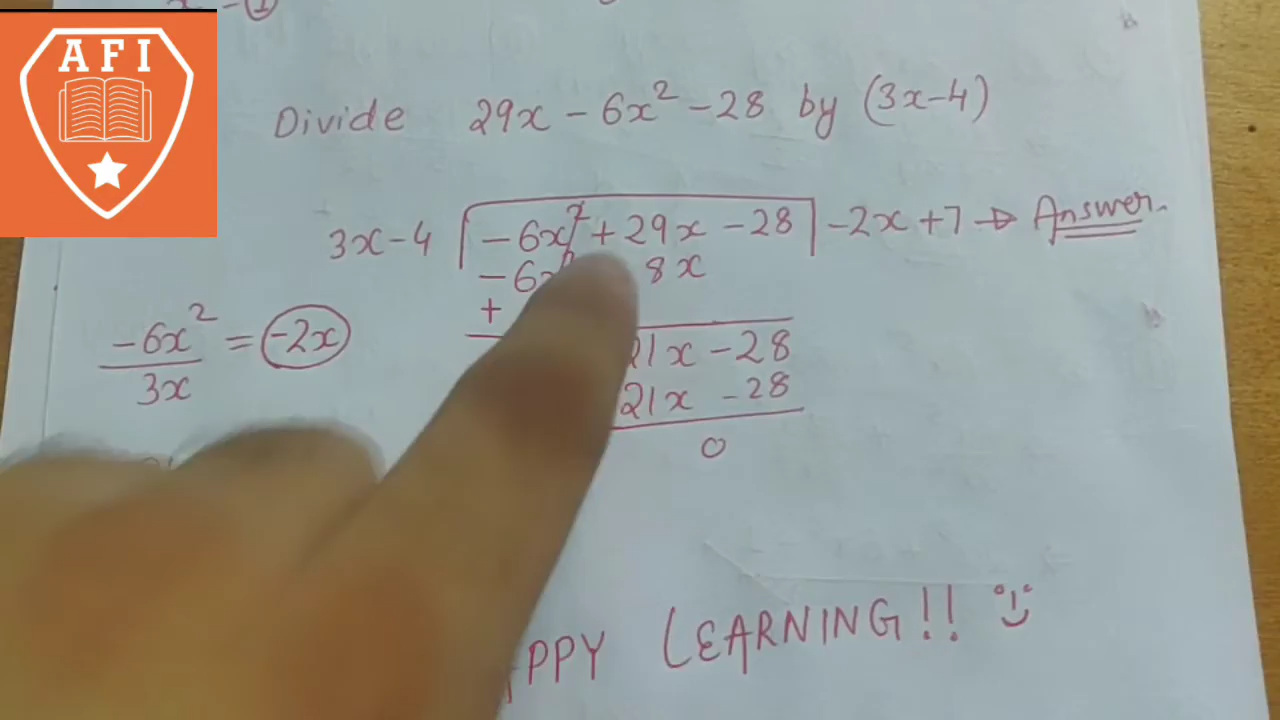 AFI
Divide 29x - 6x² - 28 by (3x-4)
3x-4 -6x² + 29x - 28 -2x+7 → Answer.
8x
+
-6x² / 3x = -2x
21x - 28
21x - 28
0
PPY LEARNING!!